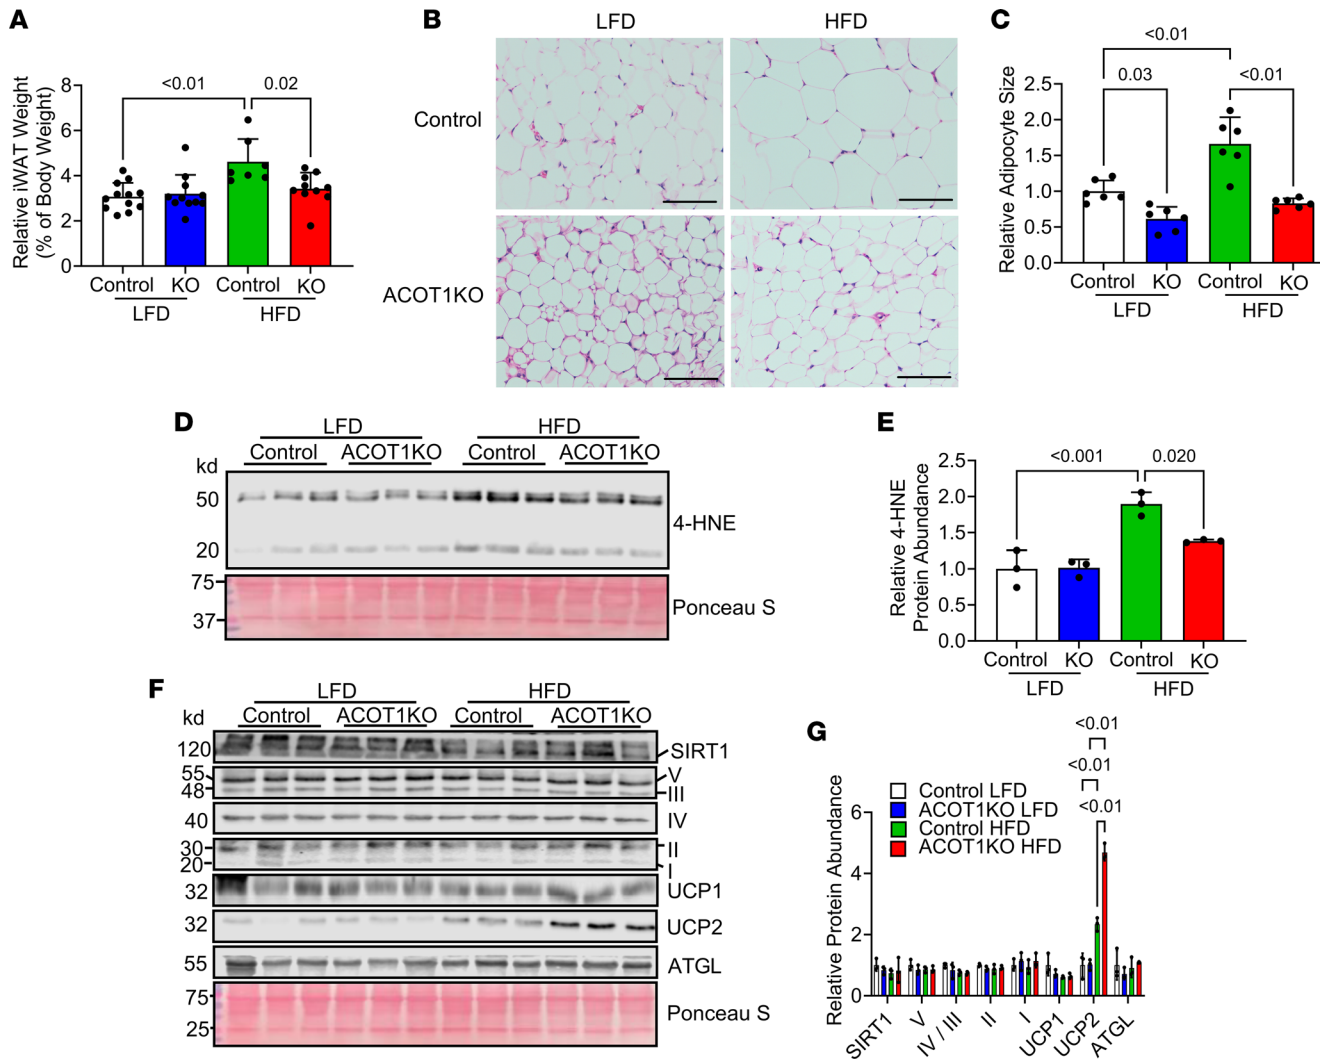 A
Relative iWAT Weight
(% of Body Weight)
8
6
4
2
0
<0.01
0.02
Control KO Control KO
LFD HFD
B
LFD HFD
Control
ACOT1KO
C
Relative Adipocyte Size
2.5
2.0
1.5
1.0
0.5
0.0
<0.01
0.03
<0.01
Control KO Control KO
LFD HFD
D
LFD HFD
Control ACOT1KO Control ACOT1KO
kd
50
20
4-HNE
75
37
Ponceau S
E
Relative 4-HNE
Protein Abundance
2.5
2.0
1.5
1.0
0.5
0.0
<0.001
0.020
Control KO Control KO
LFD HFD
F
LFD HFD
Control ACOT1KO Control ACOT1KO
kd
120 SIRT1
55 V
48 III
40 IV
30 II
20 I
32 UCP1
32 UCP2
55 ATGL
75
25
Ponceau S
G
<0.01
<0.01
<0.01
Control LFD
ACOT1KO LFD
Control HFD
ACOT1KO HFD
Relative Protein Abundance
6
4
2
0
SIRT1 V IV / III II I UCP1 UCP2 ATGL